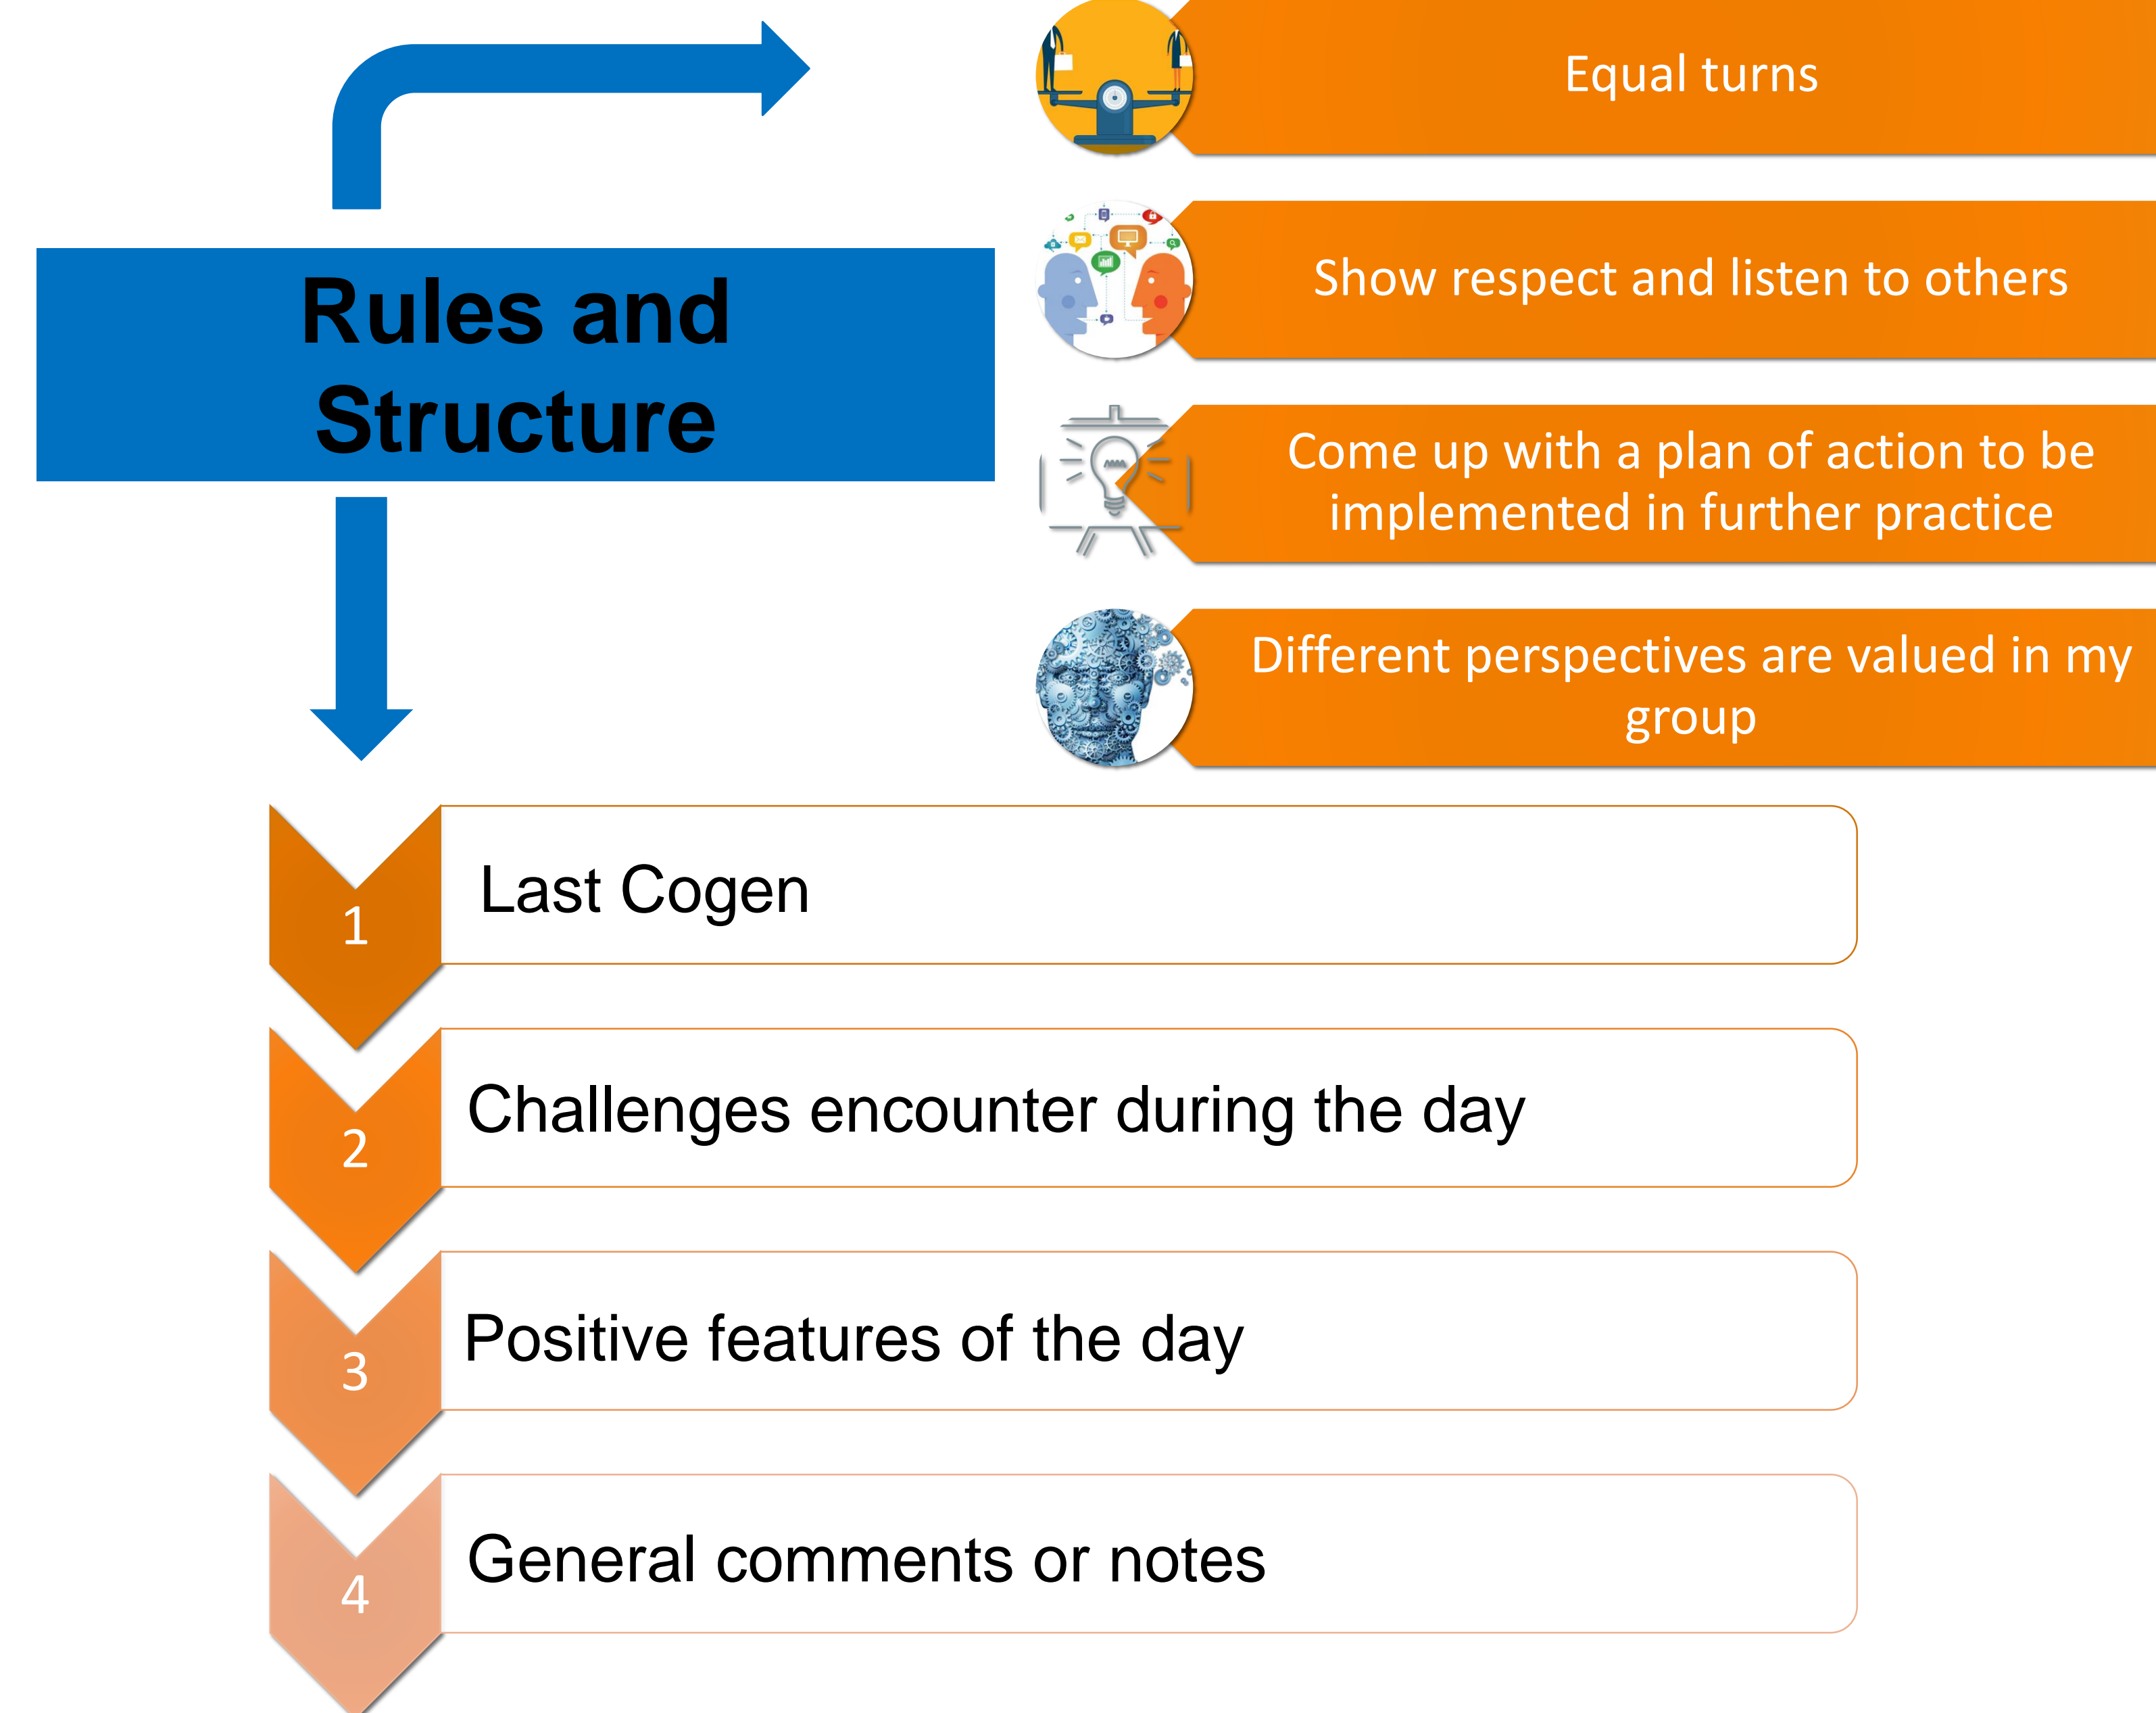 Rules and
Structure
Equal turns
Show respect and listen to others
Come up with a plan of action to be
implemented in further practice
Different perspectives are valued in my
group
1
Last Cogen
2
Challenges encounter during the day
3
Positive features of the day
4
General comments or notes